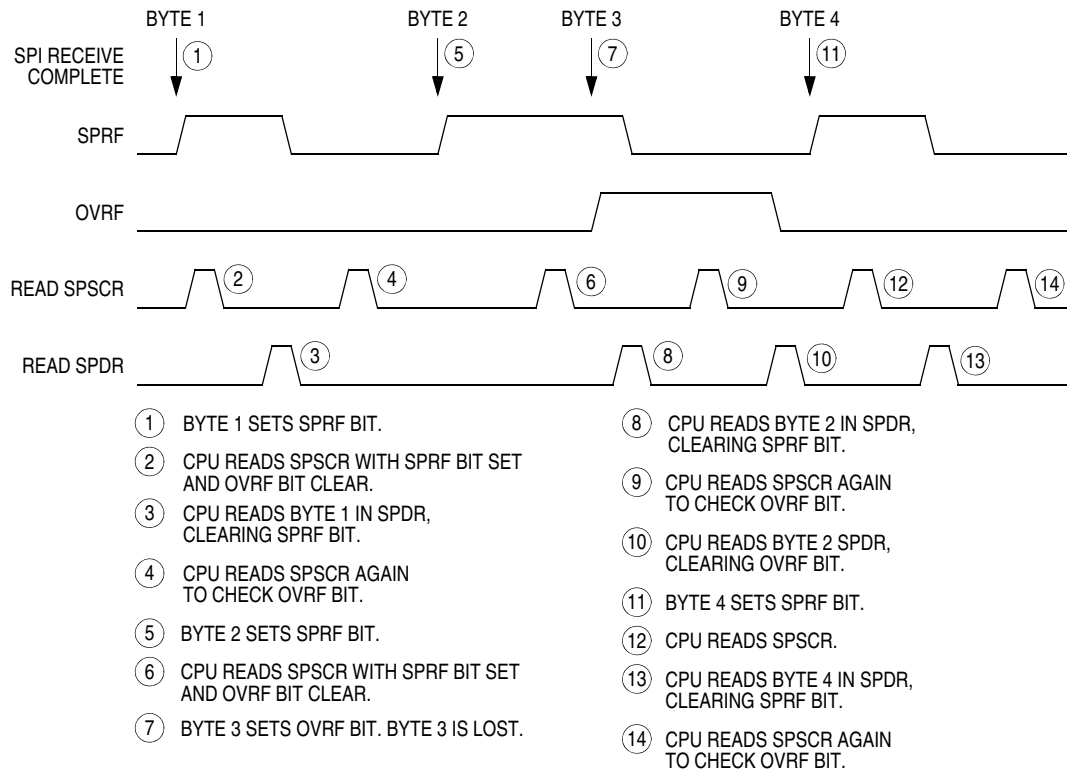 BYTE 1
BYTE 2
BYTE 3
BYTE 4
SPI RECEIVE
COMPLETE
1
5
7
11
SPRF
OVRF
READ SPSCR
2
4
6
9
12
14
READ SPDR
3
8
10
13
1 BYTE 1 SETS SPRF BIT.
2 CPU READS SPSCR WITH SPRF BIT SET
AND OVRF BIT CLEAR.
3 CPU READS BYTE 1 IN SPDR,
CLEARING SPRF BIT.
4 CPU READS SPSCR AGAIN
TO CHECK OVRF BIT.
5 BYTE 2 SETS SPRF BIT.
6 CPU READS SPSCR WITH SPRF BIT SET
AND OVRF BIT CLEAR.
7 BYTE 3 SETS OVRF BIT. BYTE 3 IS LOST.
8 CPU READS BYTE 2 IN SPDR,
CLEARING SPRF BIT.
9 CPU READS SPSCR AGAIN
TO CHECK OVRF BIT.
10 CPU READS BYTE 2 SPDR,
CLEARING OVRF BIT.
11 BYTE 4 SETS SPRF BIT.
12 CPU READS SPSCR.
13 CPU READS BYTE 4 IN SPDR,
CLEARING SPRF BIT.
14 CPU READS SPSCR AGAIN
TO CHECK OVRF BIT.